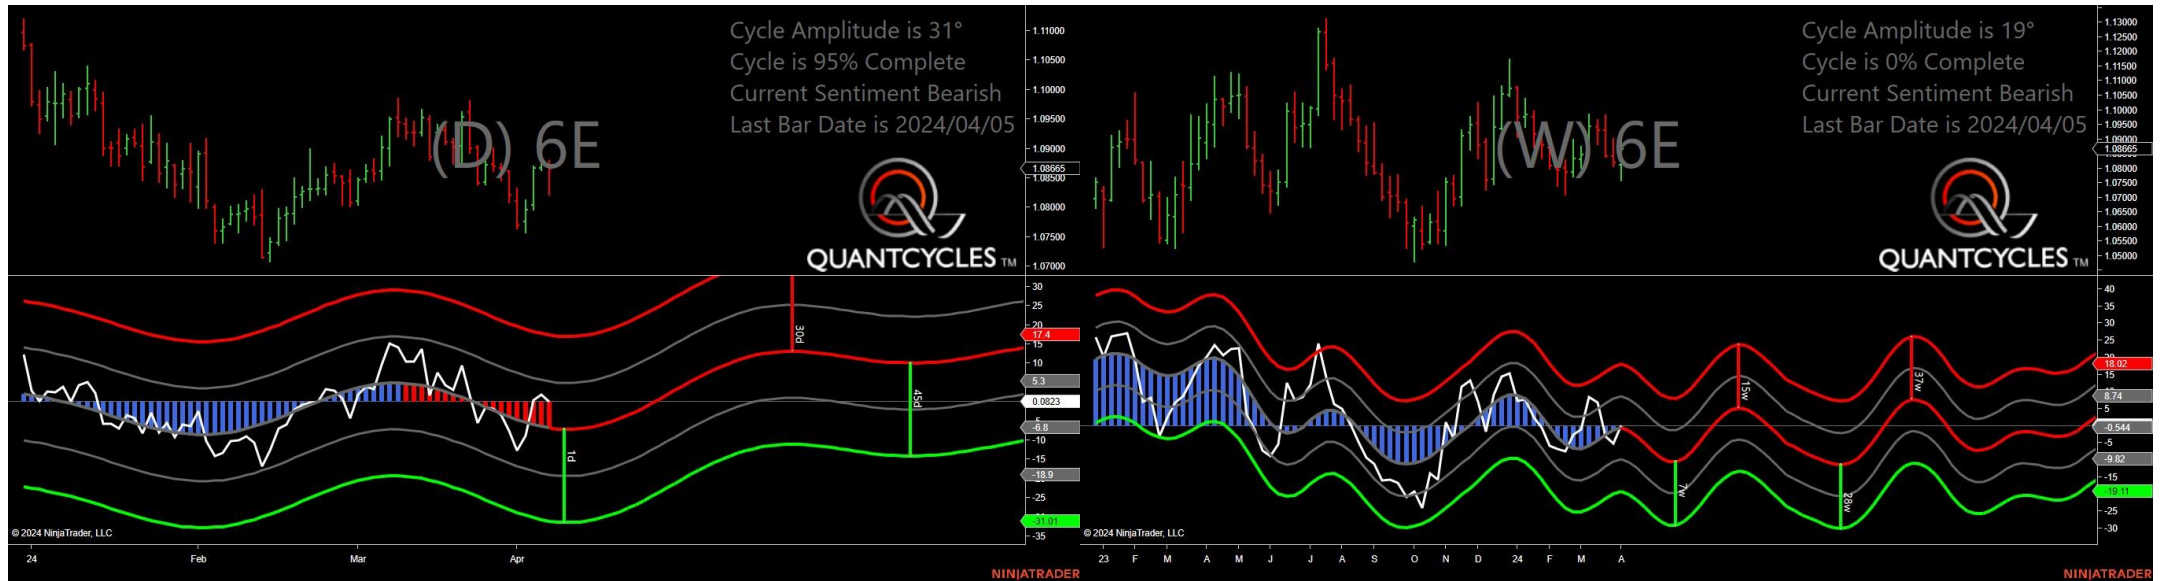 Cycle Amplitude is 31°
Cycle is 95% Complete
Current Sentiment Bearish
Last Bar Date is 2024/04/05
(D) 6E
QUANTCYCLES TM
1.11000
1.10500
1.10000
1.09500
1.09000
1.08665
1.08500
1.08000
1.07500
1.07000
30
25
20
17.4
15
10
5.3
0.0823
-6.8
-10
-15
-18.9
-25
-31.01
-35
30d
45d
1d
© 2024 NinjaTrader, LLC
24 Feb Mar Apr
NINJATRADER
Cycle Amplitude is 19°
Cycle is 0% Complete
Current Sentiment Bearish
Last Bar Date is 2024/04/05
(W) 6E
QUANTCYCLES TM
1.13000
1.12500
1.12000
1.11500
1.11000
1.10500
1.10000
1.09500
1.09000
1.08665
1.08000
1.07500
1.07000
1.06500
1.06000
1.05500
1.05000
40
35
30
25
18.02
15
8.74
5
-0.544
-5
-9.82
-15
-19.11
-25
-30
15w
37w
7w
28w
© 2024 NinjaTrader, LLC
23 F M A M J J A S O N D 24 F M A
NINJATRADER